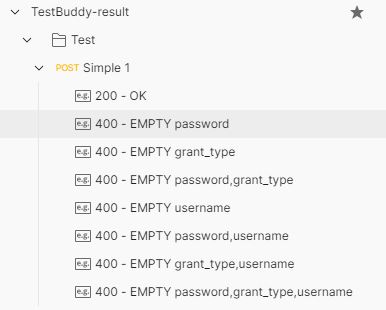 TestBuddy-result
Test
POST Simple 1
e.g. 200 - OK
e.g. 400 - EMPTY password
e.g. 400 - EMPTY grant_type
e.g. 400 - EMPTY password,grant_type
e.g. 400 - EMPTY username
e.g. 400 - EMPTY password,username
e.g. 400 - EMPTY grant_type,username
e.g. 400 - EMPTY password,grant_type,username